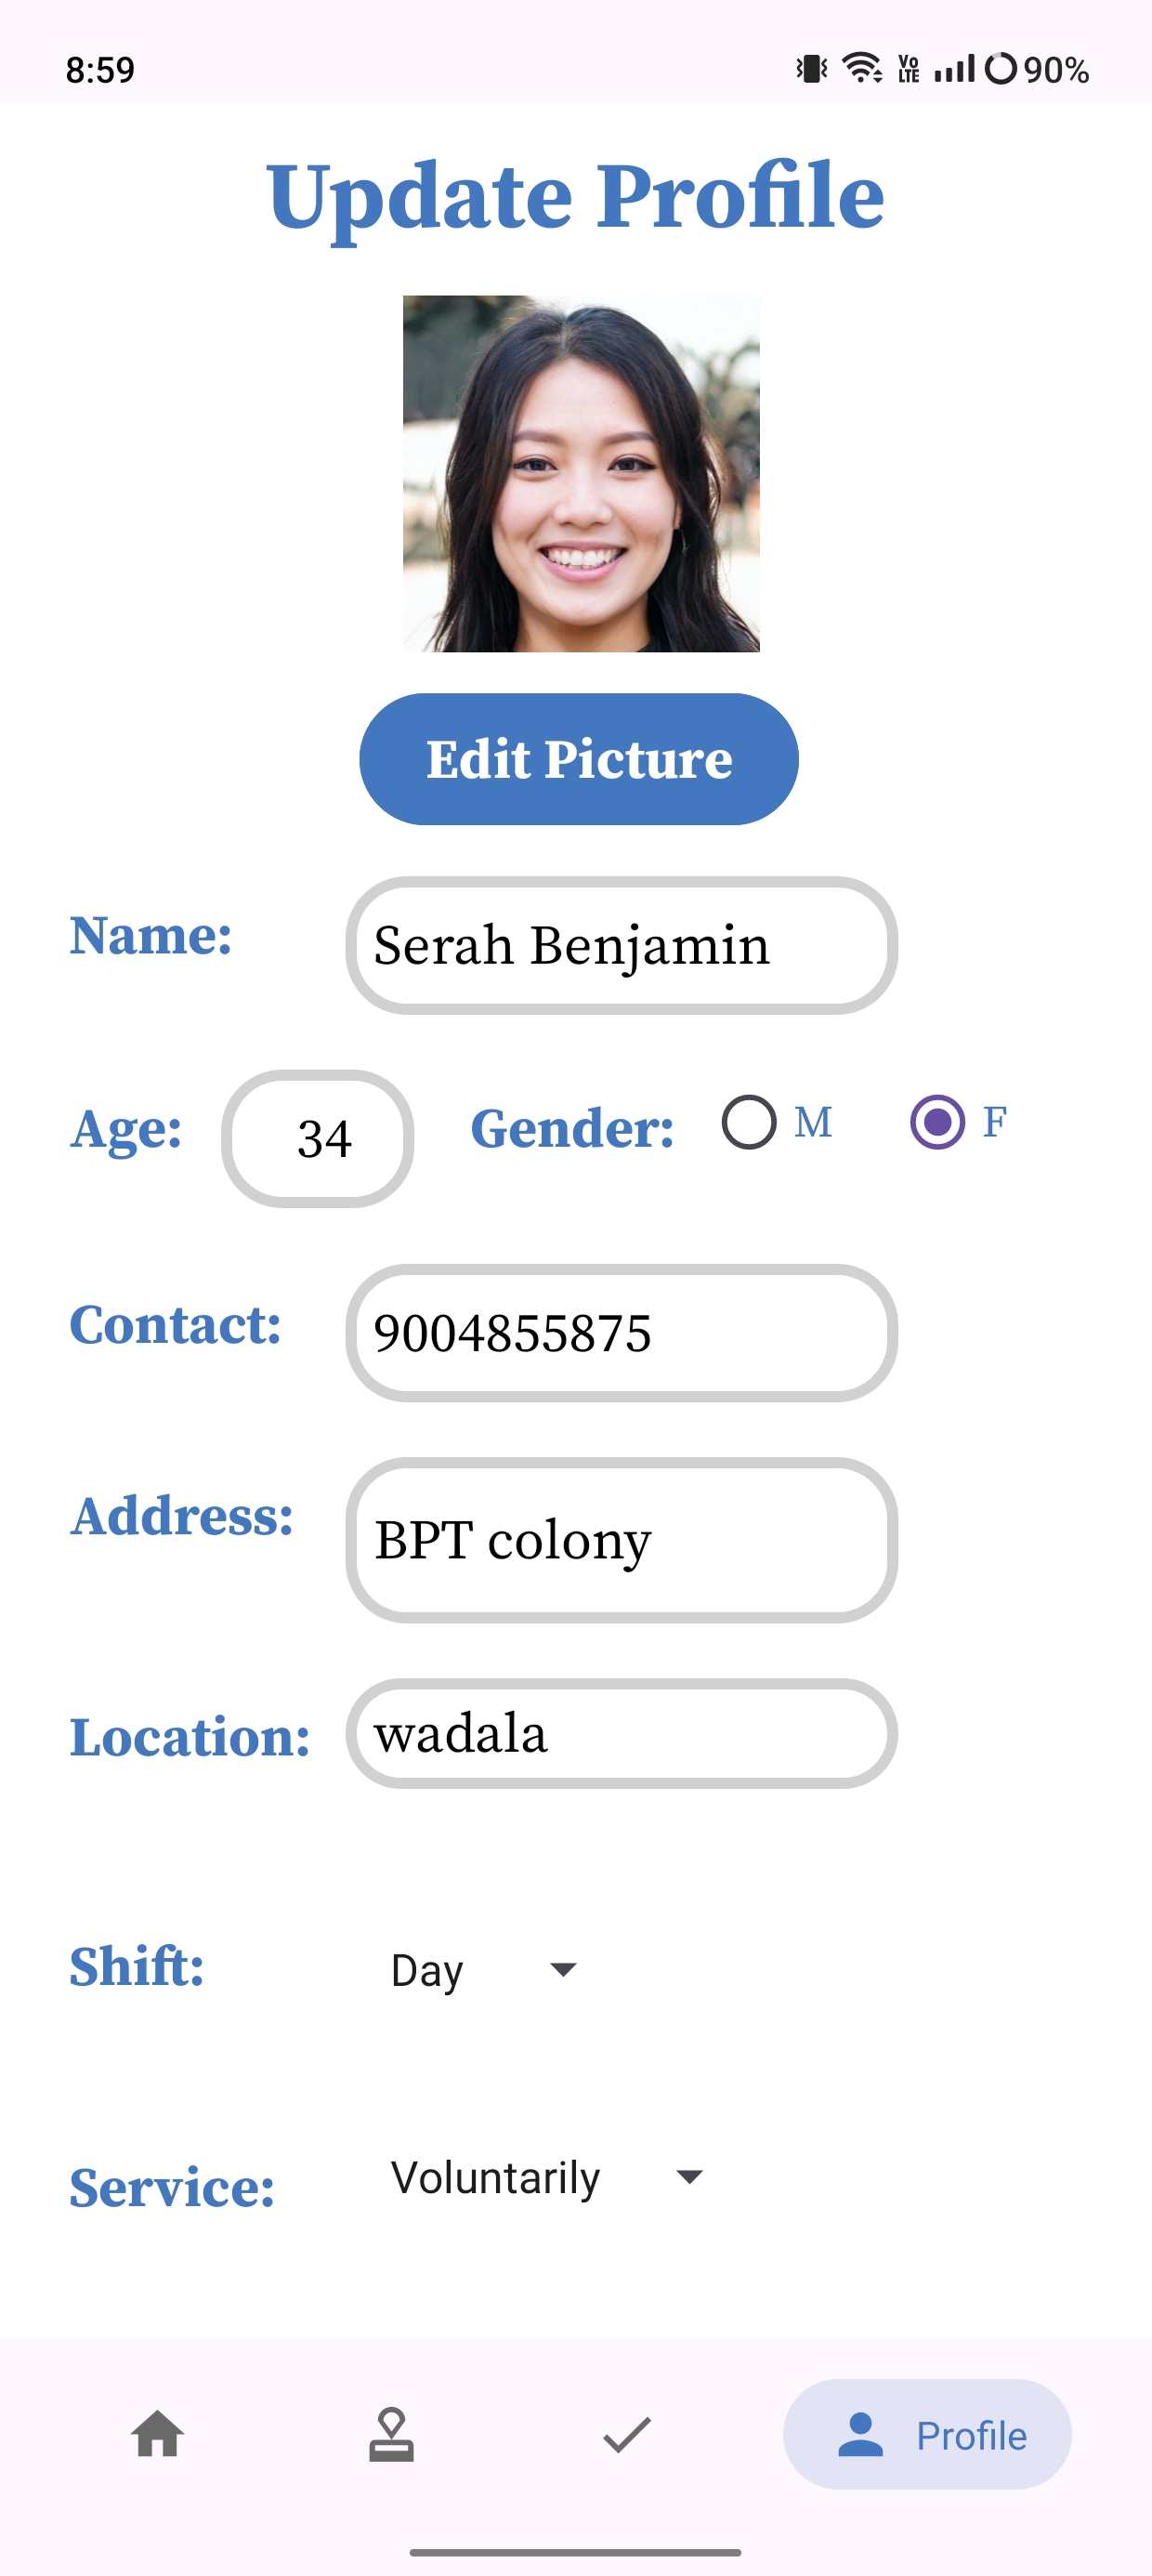 8:59 Vo LTE 90%
Update Profile
Edit Picture
Name: Serah Benjamin
Age: 34 Gender: M F
Contact: 9004855875
Address: BPT colony
Location: wadala
Shift: Day
Service: Voluntarily
Profile